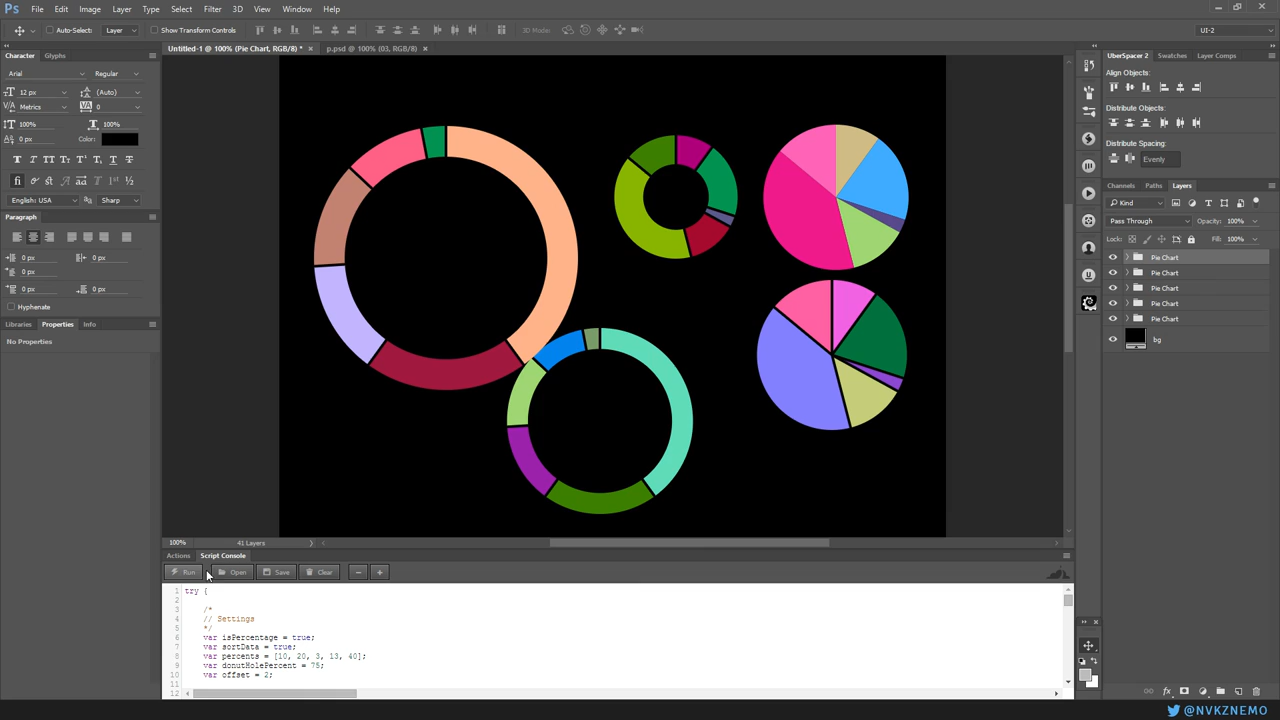 Ps File Edit Image Layer Type Select Filter 3D View Window Help
Auto-Select: Layer Show Transform Controls 3D Mode: UI-2
Untitled-1 @ 100% (Pie Chart, RGB/8) * × p.psd @ 100% (03, RGB/8) ×
Character Glyphs
Arial Regular
12 px (Auto)
Metrics 0
100% 100%
0 px Color:
English: USA Sharp
Paragraph
0 px 0 px
0 px
0 px 0 px
Hyphenate
Libraries Properties Info
No Properties
100% 41 Layers
Actions Script Console
Run Open Save Clear
1 try {
2
3 /*
4 // Settings
5 */
6 var isPercentage = true;
7 var sortData = true;
8 var percents = [10, 20, 3, 13, 40];
9 var donutHolePercent = 75;
10 var offset = 2;
11
12
UberSpacer 2 Swatches Layer Comps
Align Objects:
Distribute Objects:
Distribute Spacing:
Evenly
Channels Paths Layers
Kind
Pass Through Opacity: 100%
Lock: Fill: 100%
Pie Chart
Pie Chart
Pie Chart
Pie Chart
Pie Chart
bg
@NVKZNEMO